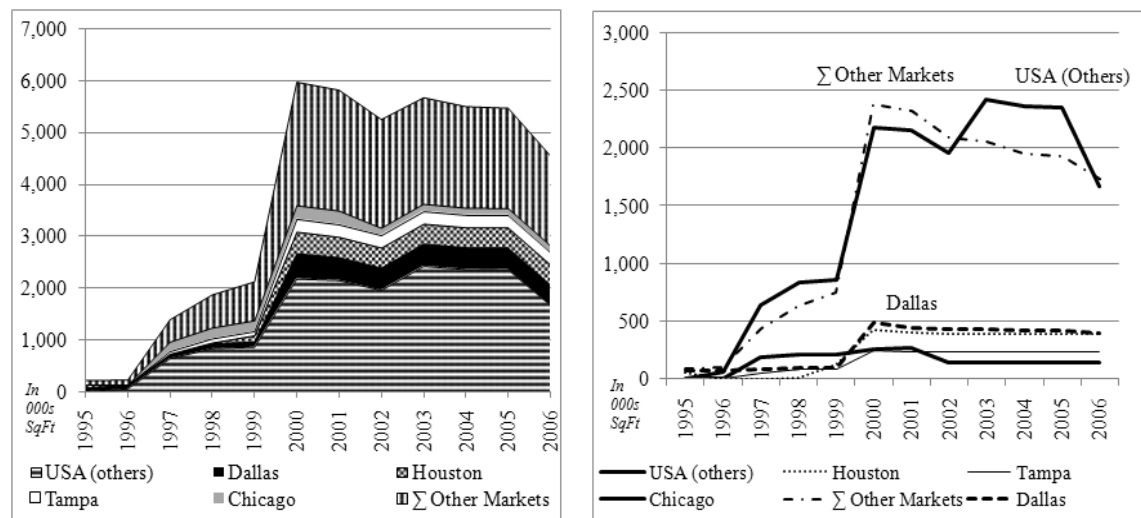 7,000
6,000
5,000
4,000
3,000
2,000
1,000
0
In
000s
SqFt
1995
1996
1997
1998
1999
2000
2001
2002
2003
2004
2005
2006
USA (others)
Dallas
Houston
Tampa
Chicago
∑ Other Markets
3,000
2,500
2,000
1,500
1,000
500
0
In
000s
SqFt
∑ Other Markets
USA (Others)
Dallas
1995
1996
1997
1998
1999
2000
2001
2002
2003
2004
2005
2006
USA (others)
Houston
Tampa
Chicago
∑ Other Markets
Dallas